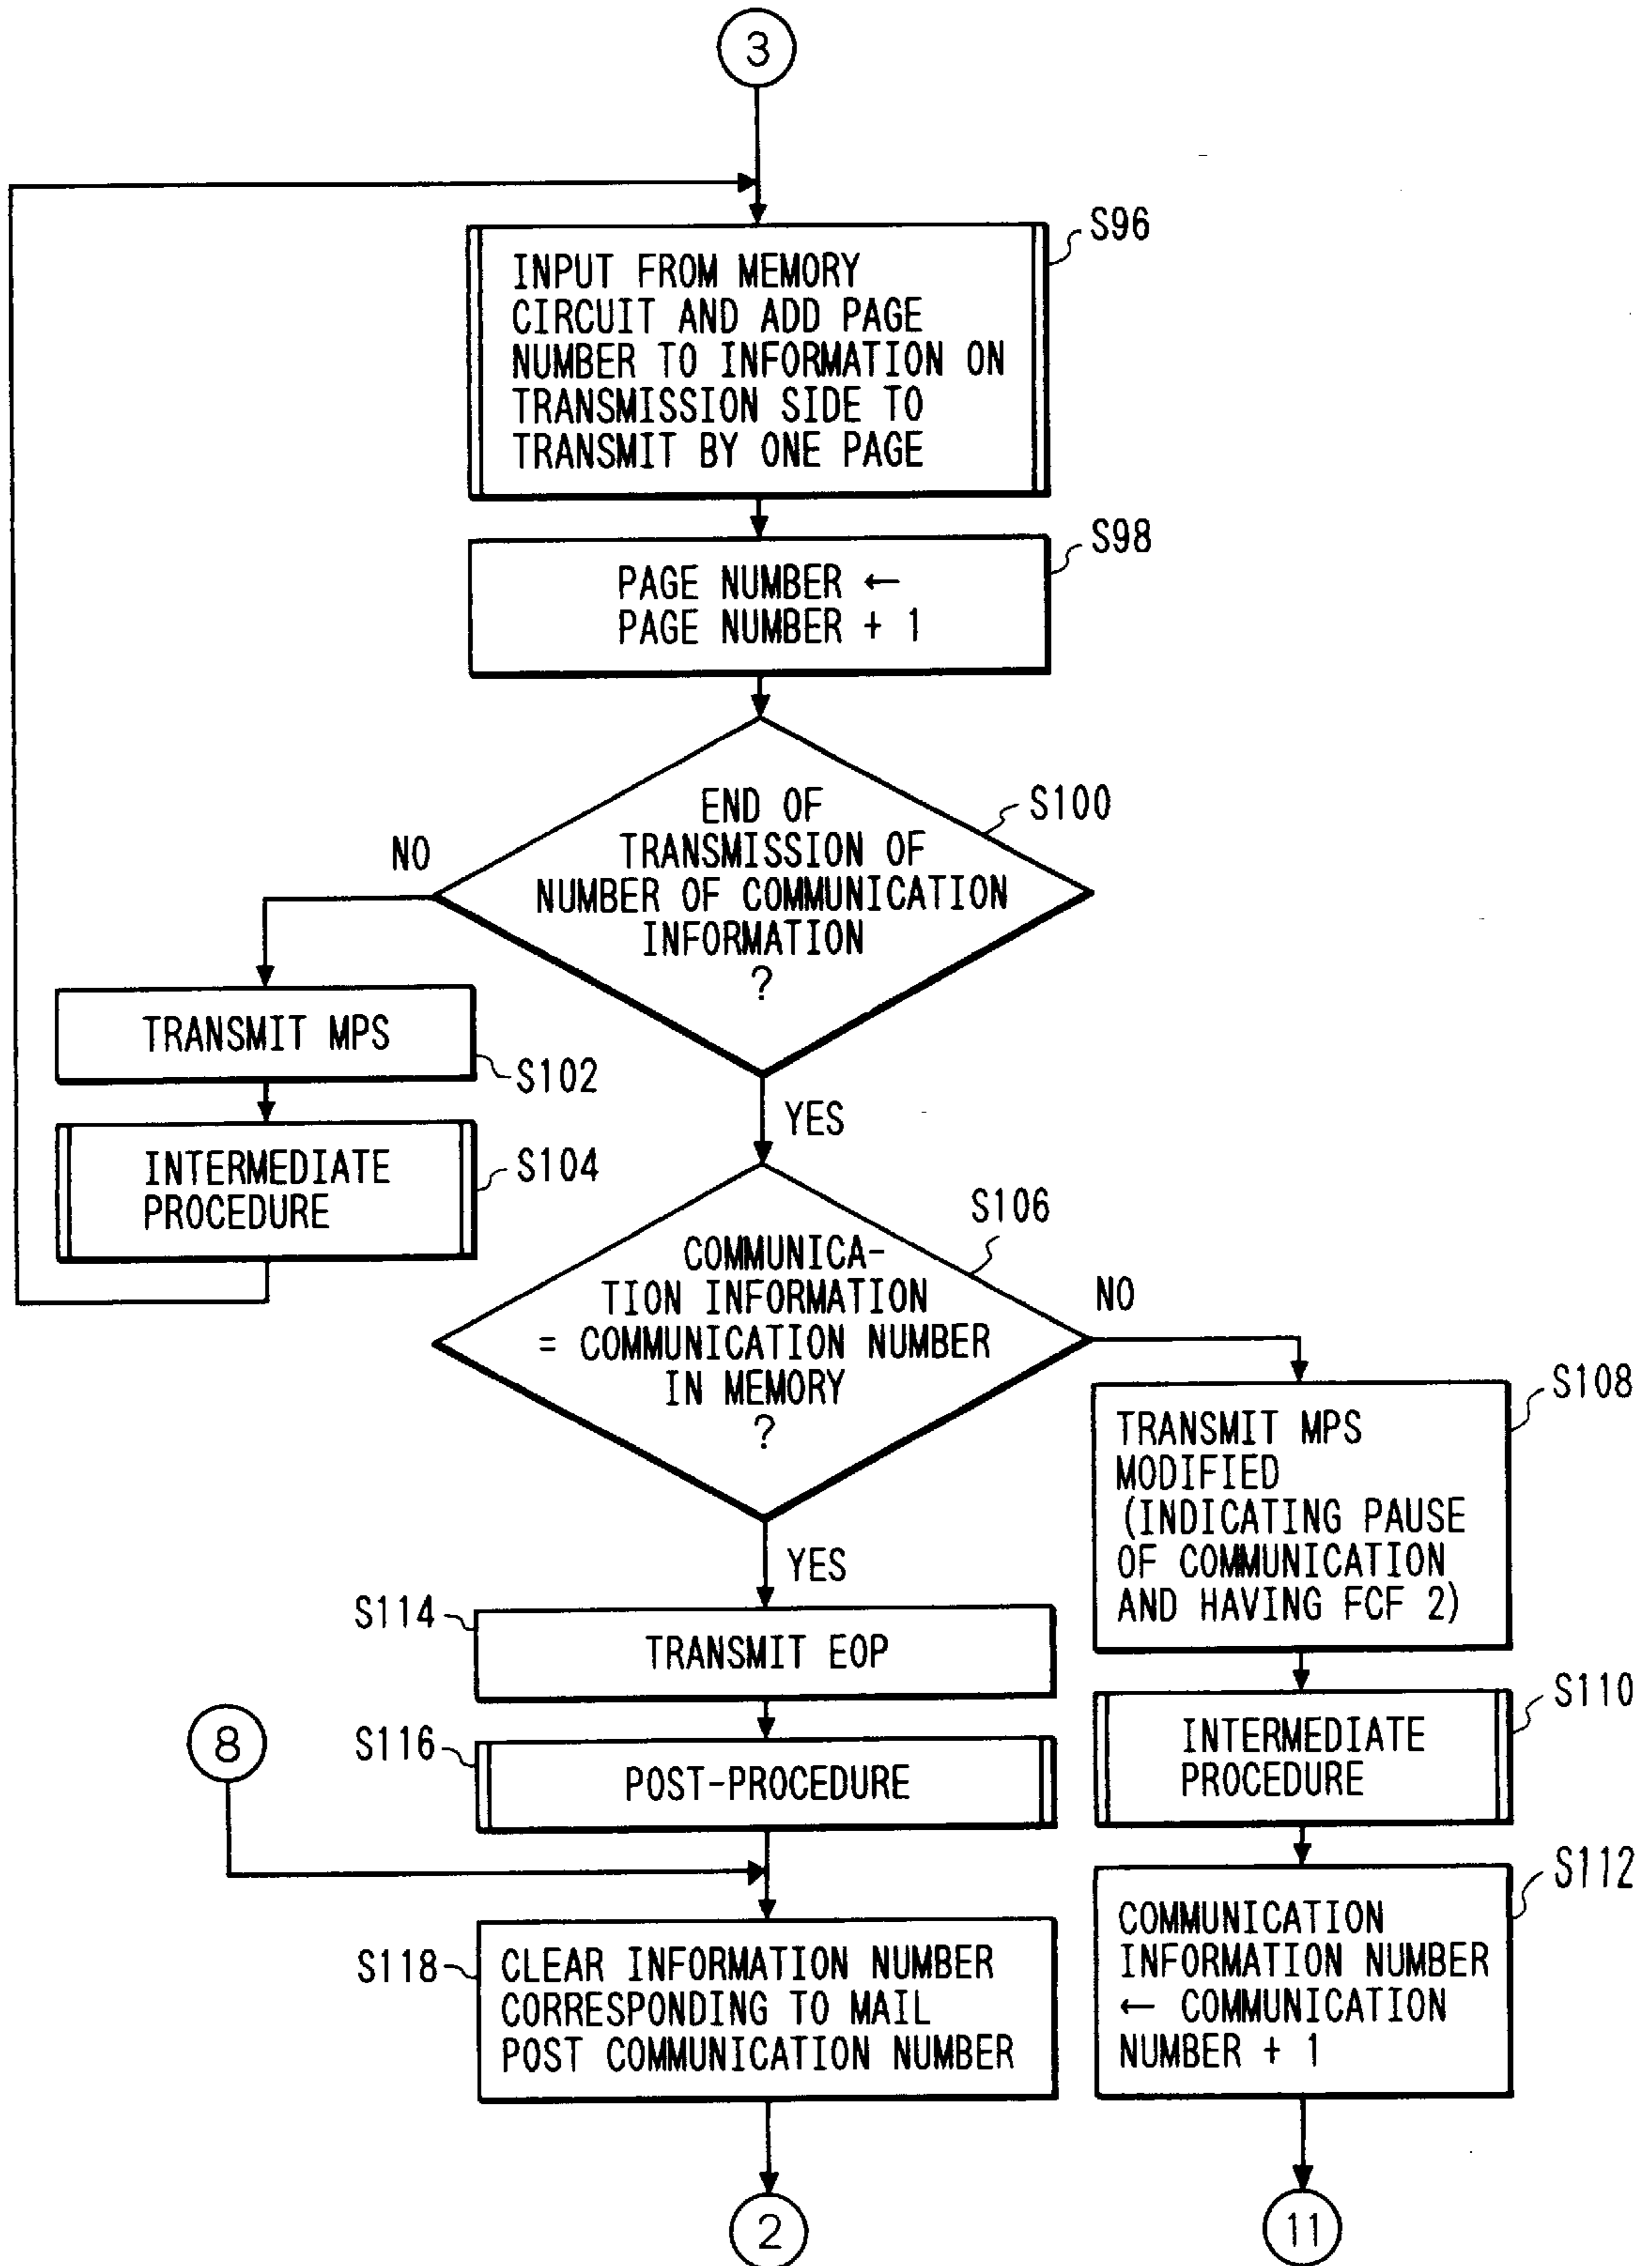 3
S96
INPUT FROM MEMORY
CIRCUIT AND ADD PAGE
NUMBER TO INFORMATION ON
TRANSMISSION SIDE TO
TRANSMIT BY ONE PAGE
S98
PAGE NUMBER ←
PAGE NUMBER + 1
S100
END OF
TRANSMISSION OF
NUMBER OF COMMUNICATION
INFORMATION
?
NO
TRANSMIT MPS
S102
INTERMEDIATE
PROCEDURE
S104
YES
S106
COMMUNICA-
TION INFORMATION
= COMMUNICATION NUMBER
IN MEMORY
?
NO
S108
TRANSMIT MPS
MODIFIED
(INDICATING PAUSE
OF COMMUNICATION
AND HAVING FCF 2)
S110
INTERMEDIATE
PROCEDURE
S112
COMMUNICATION
INFORMATION NUMBER
← COMMUNICATION
NUMBER + 1
11
YES
S114
TRANSMIT EOP
S116
POST-PROCEDURE
8
S118
CLEAR INFORMATION NUMBER
CORRESPONDING TO MAIL
POST COMMUNICATION NUMBER
2